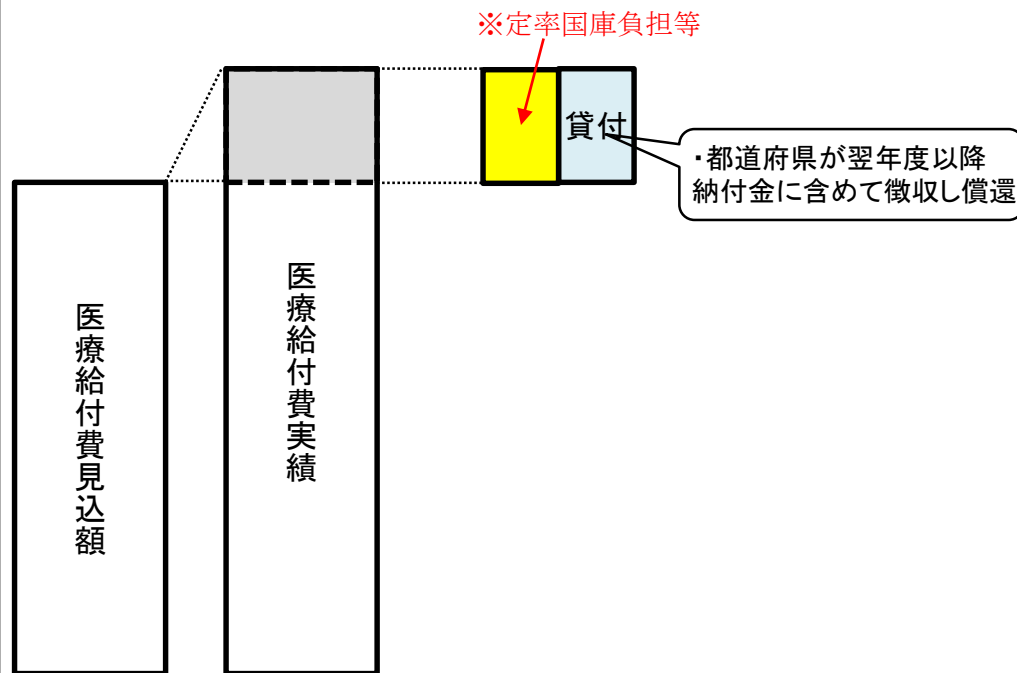 ※定率国庫負担等
貸付
・都道府県が翌年度以降
納付金に含めて徴収し償還
医療給付費見込額
医療給付費実績